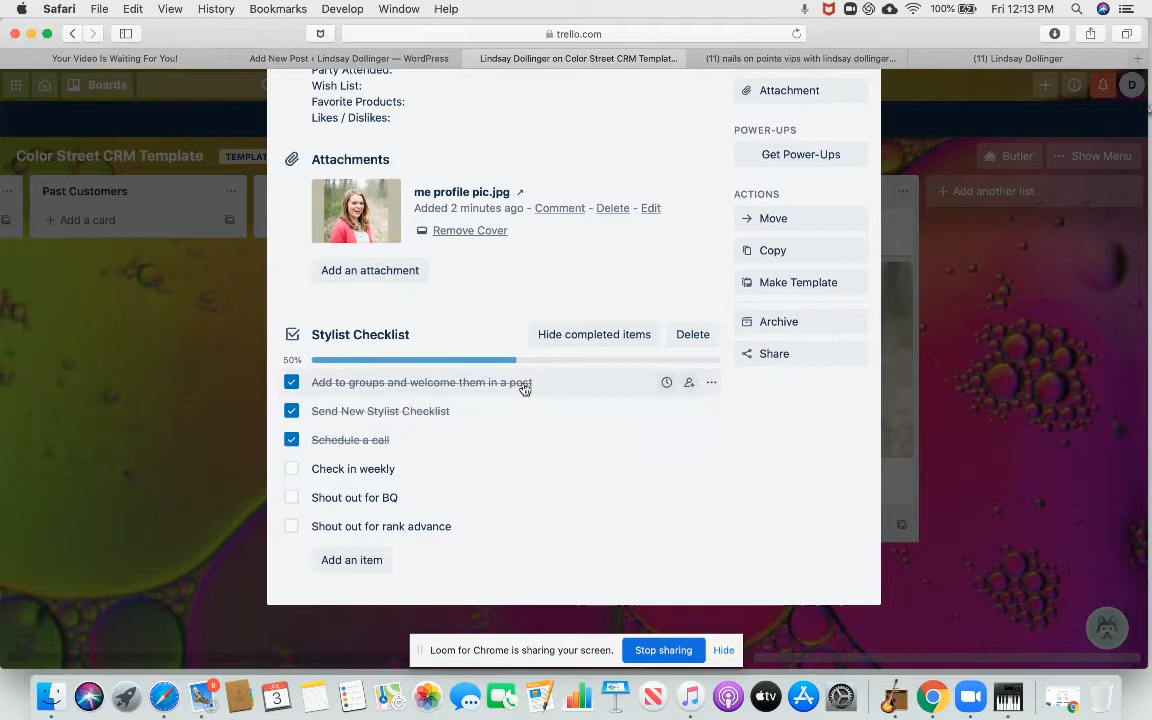 Safari File Edit View History Bookmarks Develop Window Help 100% Fri 12:13 PM
trello.com
Your Video Is Waiting For You! Add New Post ‹ Lindsay Dollinger — WordPress Lindsay Dollinger on Color Street CRM Templat... (11) nails on pointe vips with lindsay dollinger... (11) Lindsay Dollinger
Boards D
Party Attended:
Wish List:
Favorite Products:
Likes / Dislikes:
Attachment
POWER-UPS
Get Power-Ups
Color Street CRM Template TEMPLAT Butler Show Menu
Attachments
Past Customers
Add a card
me profile pic.jpg
Added 2 minutes ago - Comment - Delete - Edit
Remove Cover
Add an attachment
ACTIONS
Move
Copy
Make Template
Archive
Share
Add another list
Stylist Checklist Hide completed items Delete
50%
Add to groups and welcome them in a post
Send New Stylist Checklist
Schedule a call
Check in weekly
Shout out for BQ
Shout out for rank advance
Add an item
Loom for Chrome is sharing your screen. Stop sharing Hide
8
3
tv